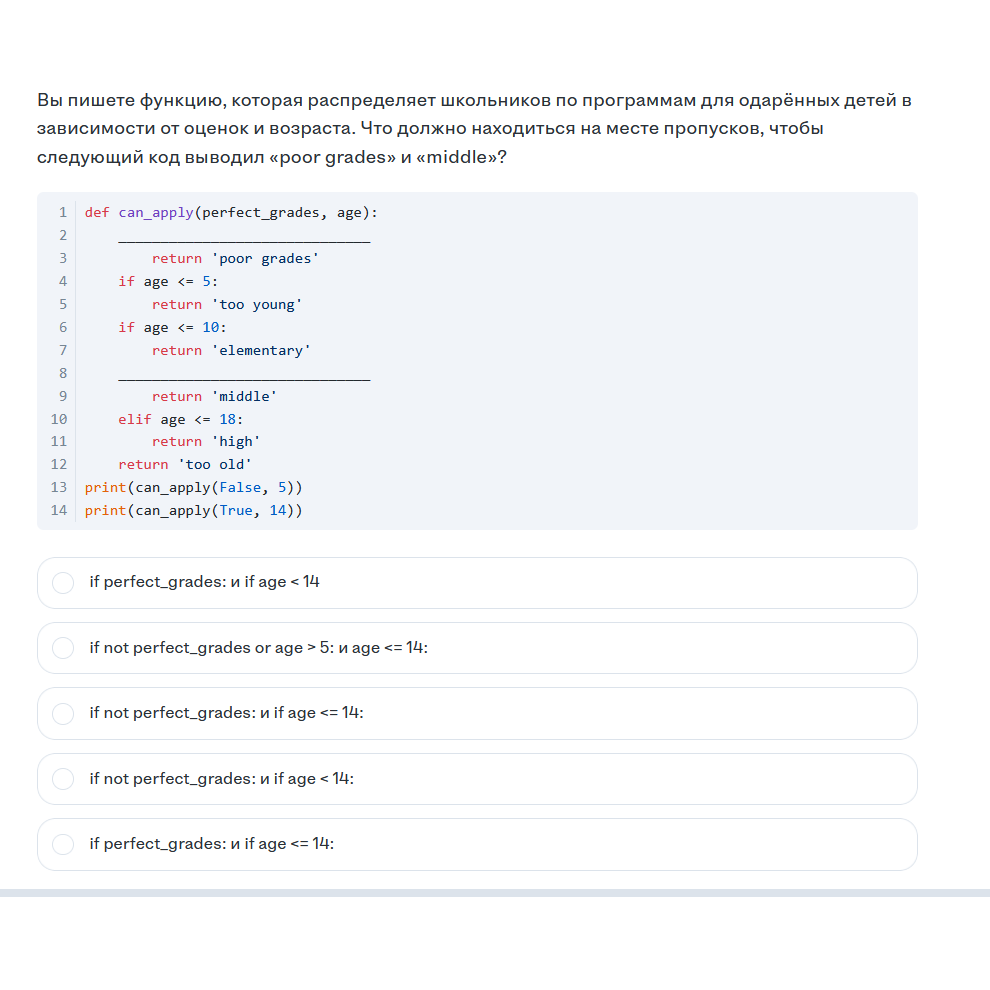 Вы пишете функцию, которая распределяет школьников по программам для одарённых детей в
зависимости от оценок и возраста. Что должно находиться на месте пропусков, чтобы
следующий код выводил «poor grades» и «middle»?
1 def can_apply(perfect_grades, age):
2 ______________________________
3 return 'poor grades'
4 if age <= 5:
5 return 'too young'
6 if age <= 10:
7 return 'elementary'
8 ______________________________
9 return 'middle'
10 elif age <= 18:
11 return 'high'
12 return 'too old'
13 print(can_apply(False, 5))
14 print(can_apply(True, 14))
if perfect_grades: и if age < 14
if not perfect_grades or age > 5: и age <= 14:
if not perfect_grades: и if age <= 14:
if not perfect_grades: и if age < 14:
if perfect_grades: и if age <= 14: